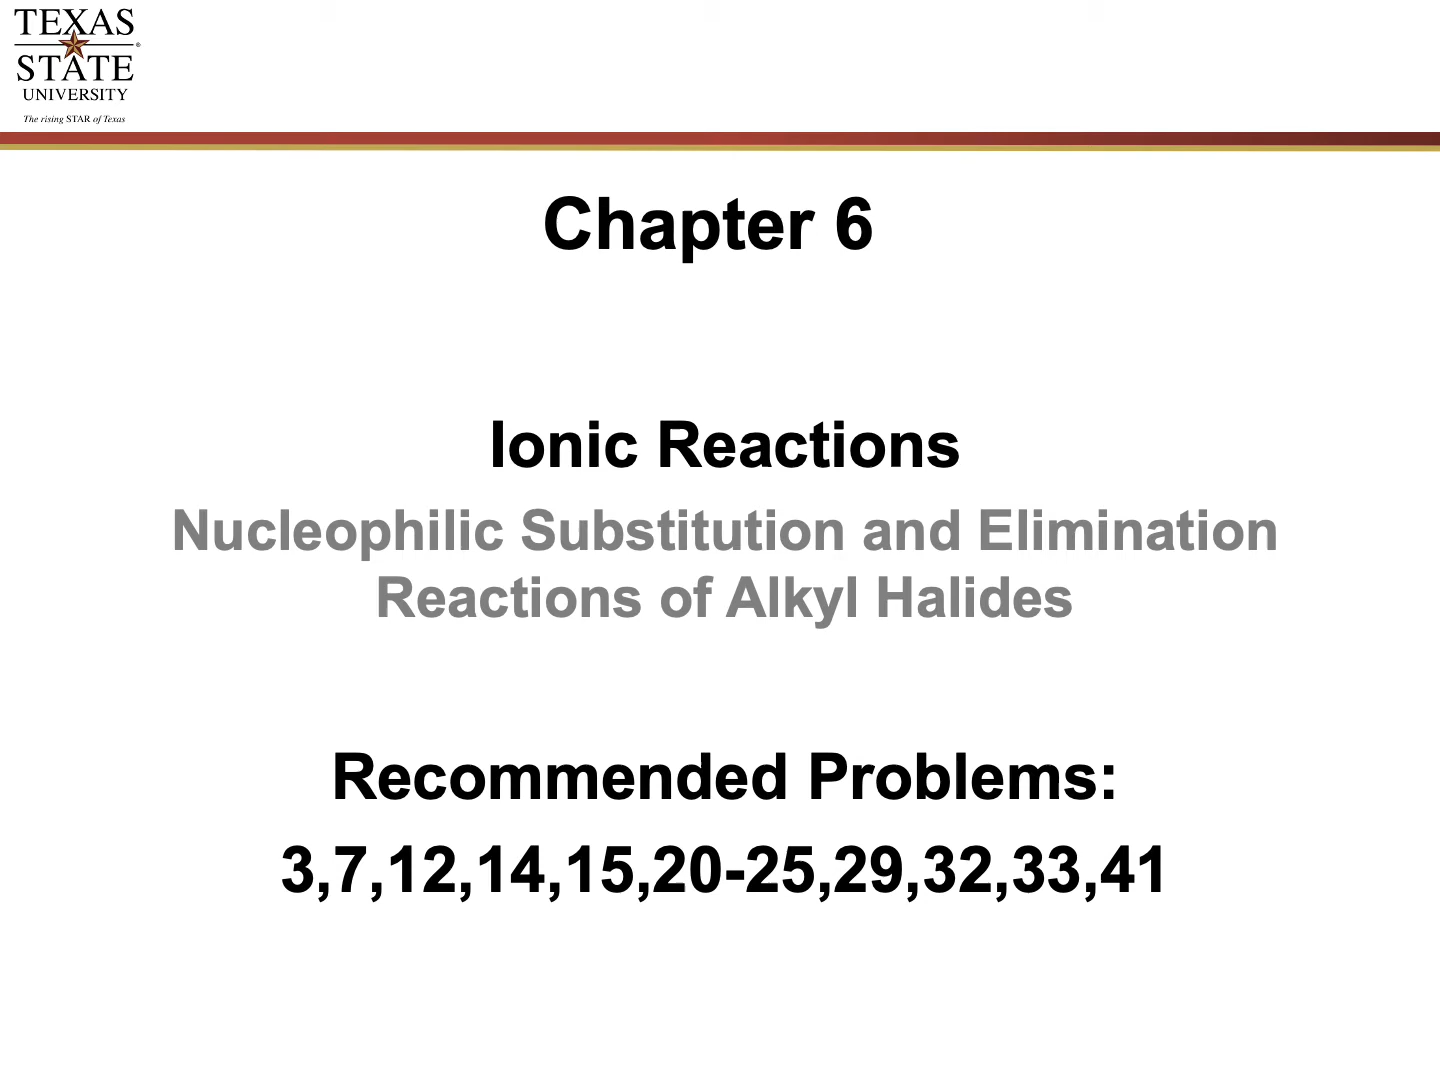 TEXAS
STATE
®
UNIVERSITY
The rising STAR of Texas
Chapter 6
Ionic Reactions
Nucleophilic Substitution and Elimination
Reactions of Alkyl Halides
Recommended Problems:
3,7,12,14,15,20-25,29,32,33,41